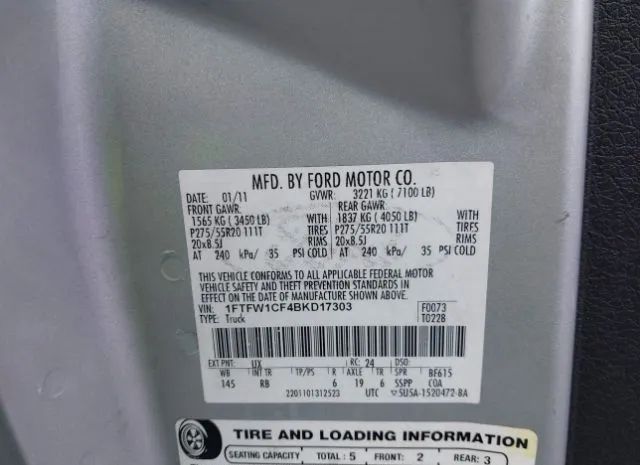 MFD. BY FORD MOTOR CO.
DATE: 01/11 GVWR: 3221 KG ( 7100 LB)
FRONT GAWR: REAR GAWR:
1565 KG ( 3450 LB) WITH 1837 KG ( 4050 LB) WITH
P275/55R20 111T TIRES P275/55R20 111T TIRES
20x8.5J RIMS 20x8.5J RIMS
AT 240 kPa/ 35 PSI COLD AT 240 kPa/ 35 PSI COLD
THIS VEHICLE CONFORMS TO ALL APPLICABLE FEDERAL MOTOR
VEHICLE SAFETY AND BUMPER STANDARDS IN
EFFECT ON THE DATE OF MANUFACTURE SHOWN ABOVE.
VIN: 1FTFW1CF4BKD17303 F0073
TYPE: Truck T0228
EXT PNT: UX RC: 24 DSO:
WB INT TR TP/PS R AXLE TR SPR BF615
145 RB 6 19 6 SSPP COA
2201101312523 UTC 5U5A-1520472-BA
TIRE AND LOADING INFORMATION
SEATING CAPACITY TOTAL : 5 FRONT: 2 REAR: 3